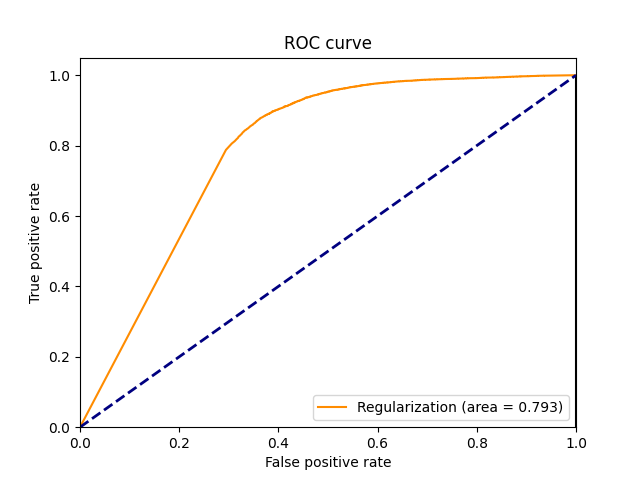 ROC curve
True positive rate
1.0
0.8
0.6
0.4
0.2
0.0
Regularization (area = 0.793)
0.0 0.2 0.4 0.6 0.8 1.0
False positive rate